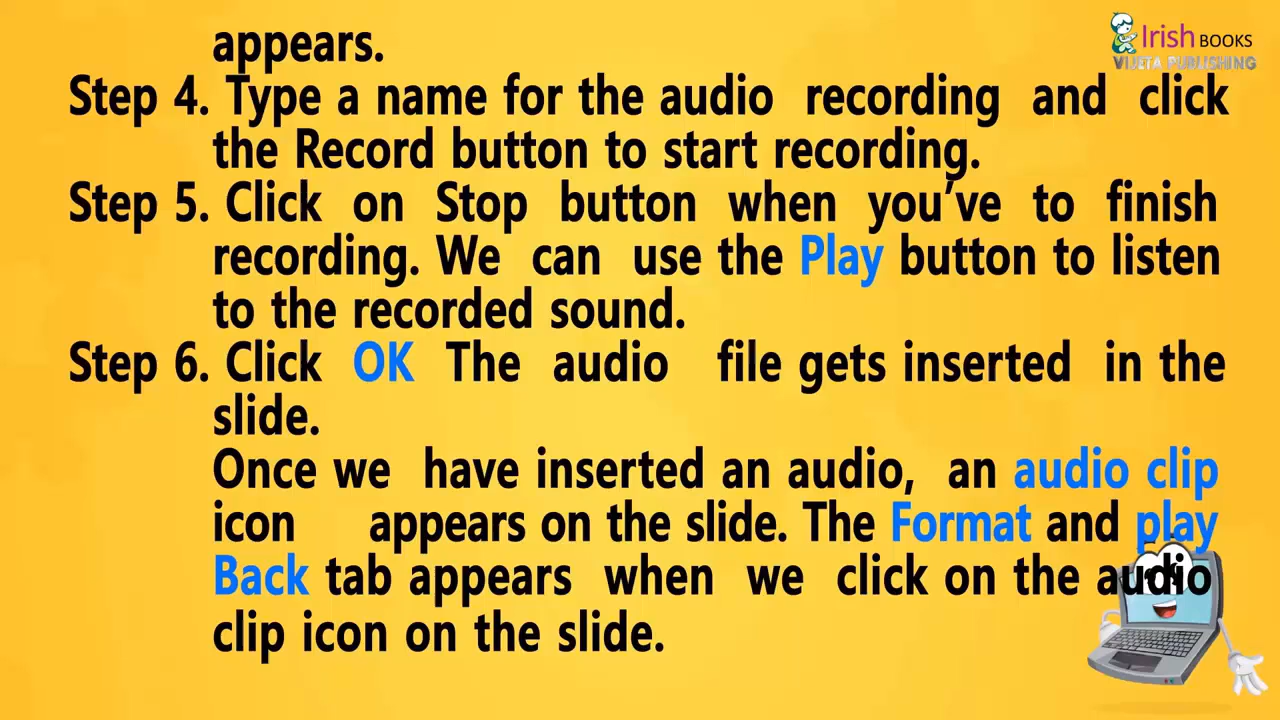 appears.
Irish BOOKS
VIJETA PUBLISHING
Step 4. Type a name for the audio recording and click
the Record button to start recording.
Step 5. Click on Stop button when you've to finish
recording. We can use the Play button to listen
to the recorded sound.
Step 6. Click OK The audio file gets inserted in the
slide.
Once we have inserted an audio, an audio clip
icon appears on the slide. The Format and play
Back tab appears when we click on the audio
clip icon on the slide.